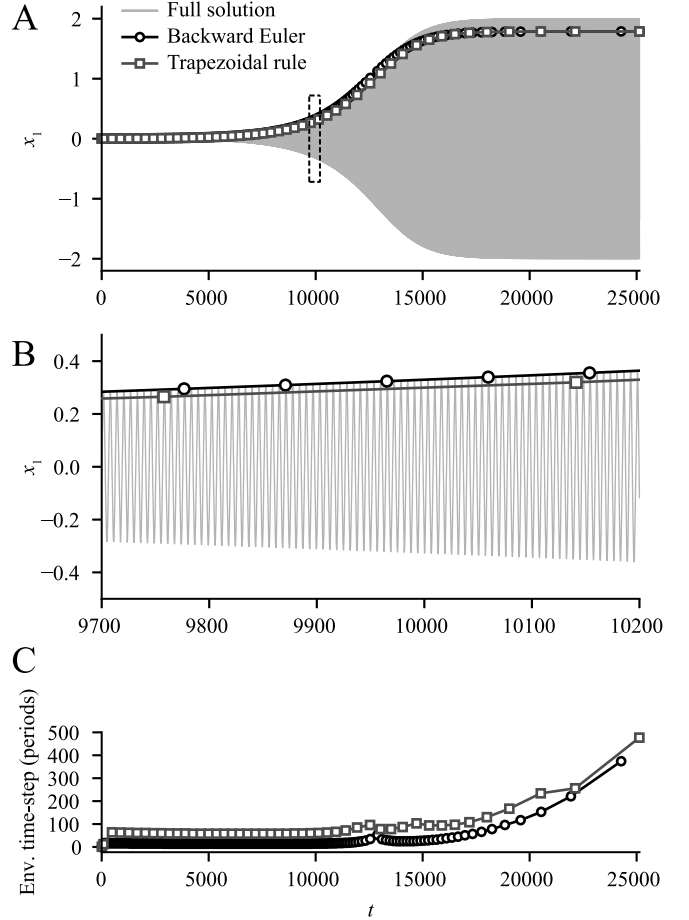 A
Full solution
Backward Euler
Trapezoidal rule
2
1
0
−1
−2
x₁
0 5000 10000 15000 20000 25000
B
0.4
0.2
0.0
−0.2
−0.4
x₁
9700 9800 9900 10000 10100 10200
C
Env. time-step (periods)
500
400
300
200
100
0
0 5000 10000 15000 20000 25000
t